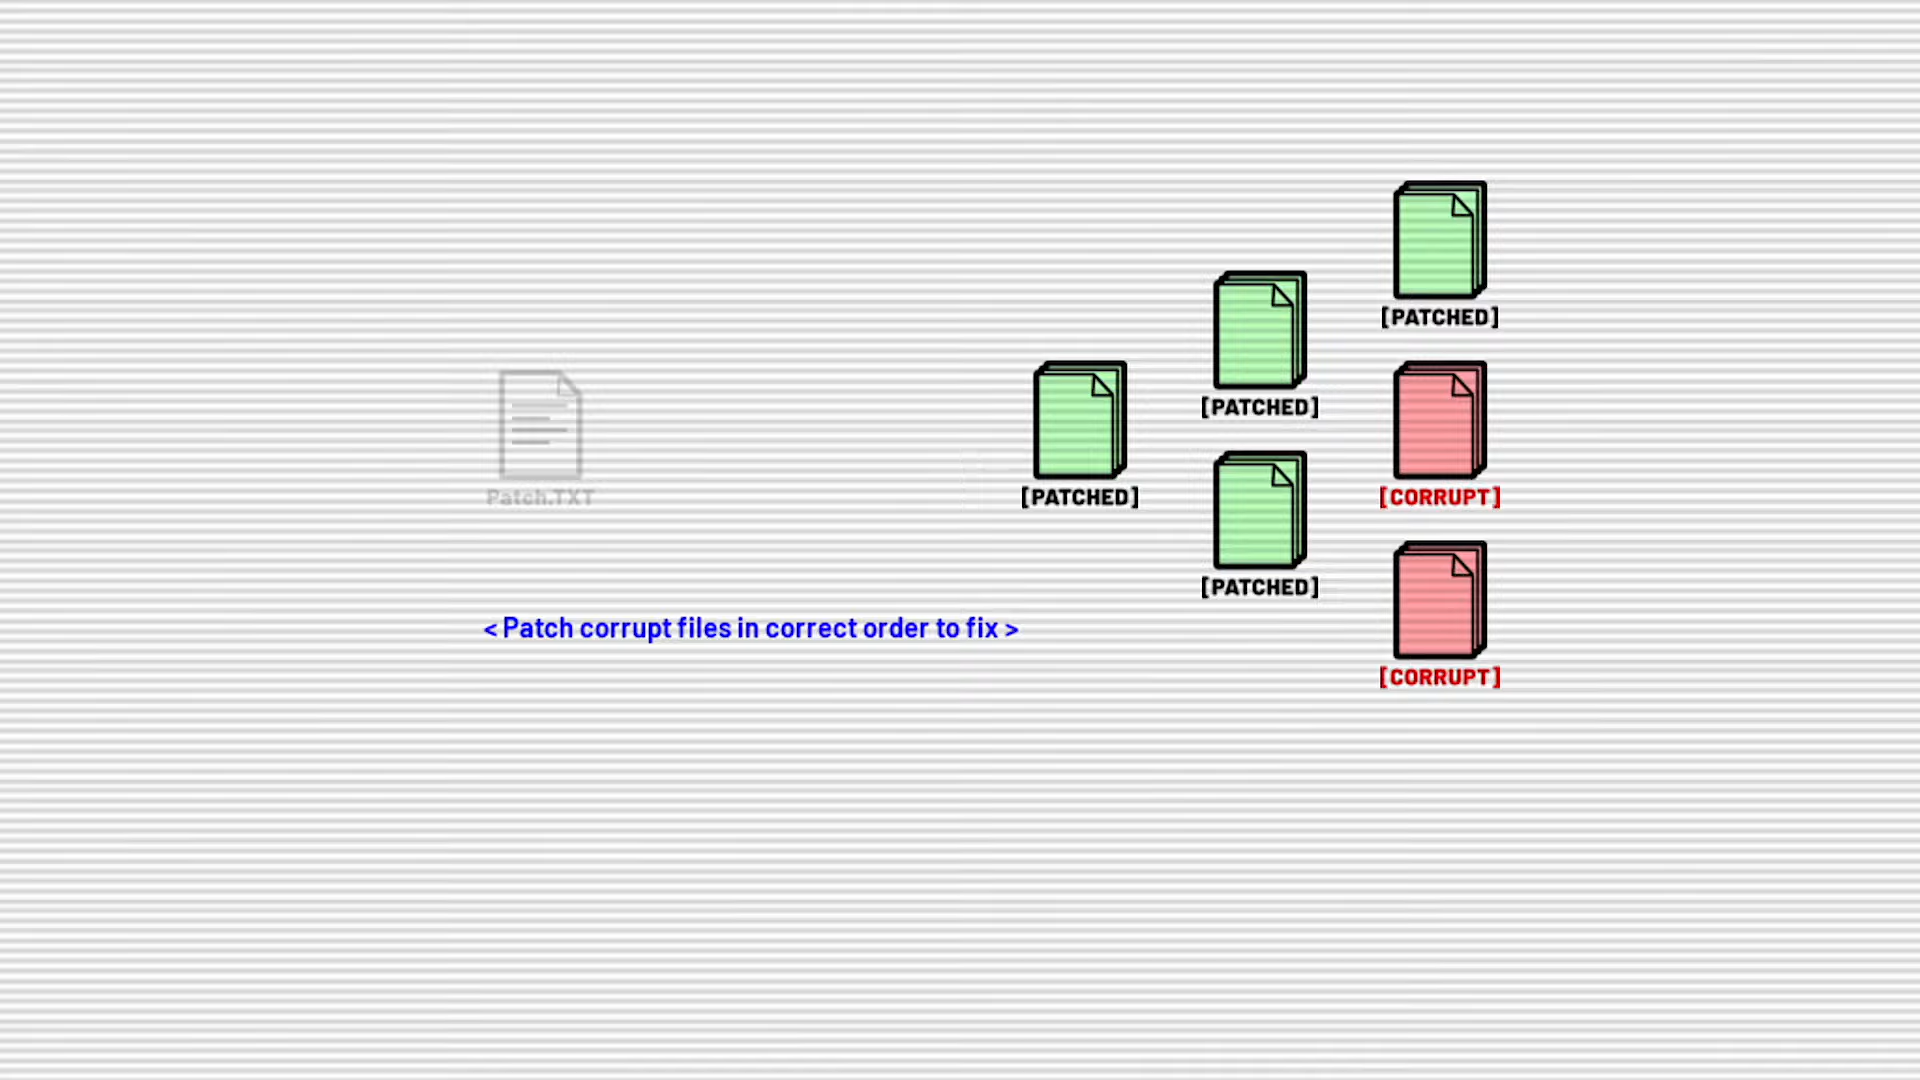 [PATCHED]
[PATCHED]
Patch.TXT
[PATCHED]
[CORRUPT]
[PATCHED]
< Patch corrupt files in correct order to fix >
[CORRUPT]